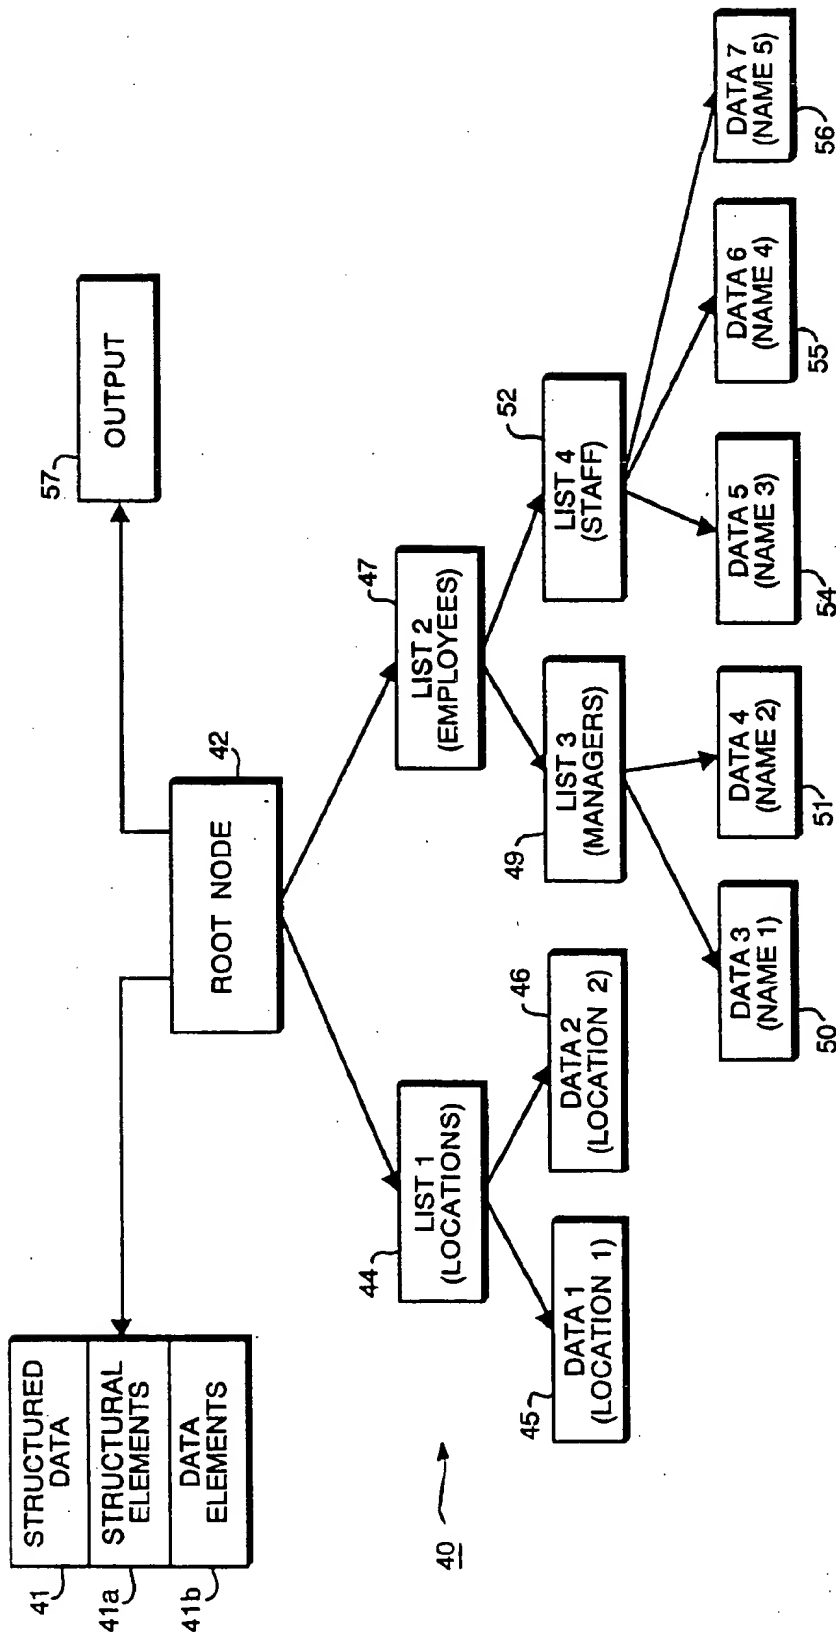 41
STRUCTURED
DATA
41a
STRUCTURAL
ELEMENTS
41b
DATA
ELEMENTS
57
OUTPUT
42
ROOT NODE
40
44
LIST 1
(LOCATIONS)
47
LIST 2
(EMPLOYEES)
45
DATA 1
(LOCATION 1)
46
DATA 2
(LOCATION 2)
49
LIST 3
(MANAGERS)
52
LIST 4
(STAFF)
DATA 3
(NAME 1)
50
DATA 4
(NAME 2)
51
DATA 5
(NAME 3)
54
DATA 6
(NAME 4)
55
DATA 7
(NAME 5)
56